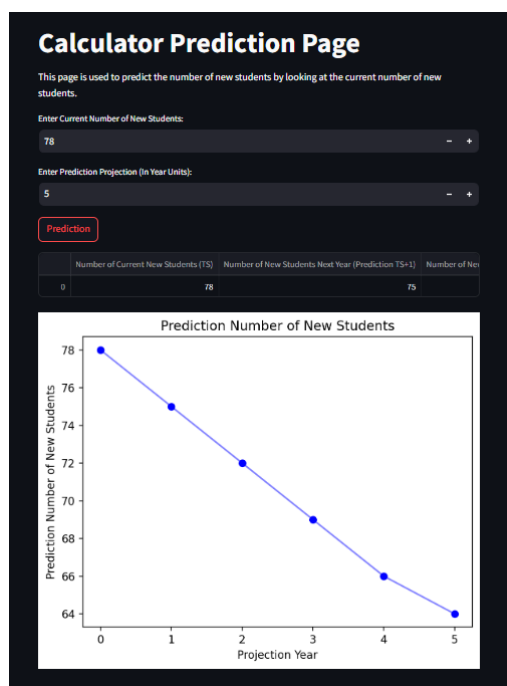 Calculator Prediction Page
This page is used to predict the number of new students by looking at the current number of new
students.
Enter Current Number of New Students:
78 − +
Enter Prediction Projection (In Year Units):
5 − +
Prediction
Number of Current New Students (TS) Number of New Students Next Year (Prediction TS+1) Number of Nev
0 78 75
Prediction Number of New Students
Prediction Number of New Students
78
76
74
72
70
68
66
64
0 1 2 3 4 5
Projection Year